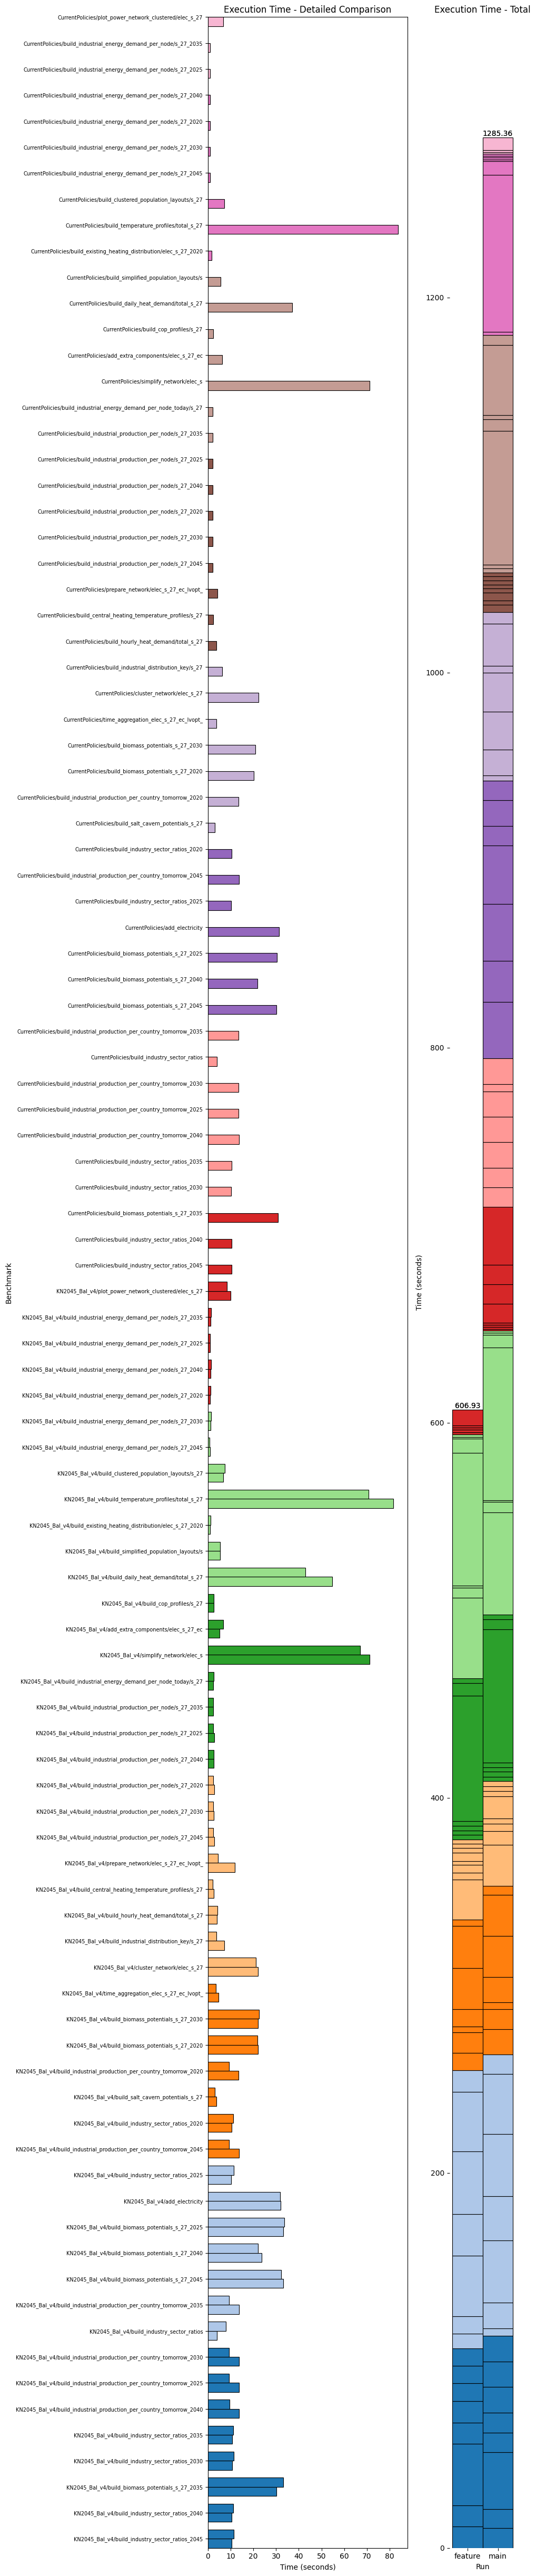 Execution Time - Detailed Comparison
Execution Time - Total
CurrentPolicies/plot_power_network_clustered/elec_s_27
CurrentPolicies/build_industrial_energy_demand_per_node/s_27_2035
CurrentPolicies/build_industrial_energy_demand_per_node/s_27_2025
CurrentPolicies/build_industrial_energy_demand_per_node/s_27_2040
CurrentPolicies/build_industrial_energy_demand_per_node/s_27_2020
CurrentPolicies/build_industrial_energy_demand_per_node/s_27_2030
CurrentPolicies/build_industrial_energy_demand_per_node/s_27_2045
CurrentPolicies/build_clustered_population_layouts/s_27
CurrentPolicies/build_temperature_profiles/total_s_27
CurrentPolicies/build_existing_heating_distribution/elec_s_27_2020
CurrentPolicies/build_simplified_population_layouts/s
CurrentPolicies/build_daily_heat_demand/total_s_27
CurrentPolicies/build_cop_profiles/s_27
CurrentPolicies/add_extra_components/elec_s_27_ec
CurrentPolicies/simplify_network/elec_s
CurrentPolicies/build_industrial_energy_demand_per_node_today/s_27
CurrentPolicies/build_industrial_production_per_node/s_27_2035
CurrentPolicies/build_industrial_production_per_node/s_27_2025
CurrentPolicies/build_industrial_production_per_node/s_27_2040
CurrentPolicies/build_industrial_production_per_node/s_27_2020
CurrentPolicies/build_industrial_production_per_node/s_27_2030
CurrentPolicies/build_industrial_production_per_node/s_27_2045
CurrentPolicies/prepare_network/elec_s_27_ec_lvopt_
CurrentPolicies/build_central_heating_temperature_profiles/s_27
CurrentPolicies/build_hourly_heat_demand/total_s_27
CurrentPolicies/build_industrial_distribution_key/s_27
CurrentPolicies/cluster_network/elec_s_27
CurrentPolicies/time_aggregation_elec_s_27_ec_lvopt_
CurrentPolicies/build_biomass_potentials_s_27_2030
CurrentPolicies/build_biomass_potentials_s_27_2020
CurrentPolicies/build_industrial_production_per_country_tomorrow_2020
CurrentPolicies/build_salt_cavern_potentials_s_27
CurrentPolicies/build_industry_sector_ratios_2020
CurrentPolicies/build_industrial_production_per_country_tomorrow_2045
CurrentPolicies/build_industry_sector_ratios_2025
CurrentPolicies/add_electricity
CurrentPolicies/build_biomass_potentials_s_27_2025
CurrentPolicies/build_biomass_potentials_s_27_2040
CurrentPolicies/build_biomass_potentials_s_27_2045
CurrentPolicies/build_industrial_production_per_country_tomorrow_2035
CurrentPolicies/build_industry_sector_ratios
CurrentPolicies/build_industrial_production_per_country_tomorrow_2030
CurrentPolicies/build_industrial_production_per_country_tomorrow_2025
CurrentPolicies/build_industrial_production_per_country_tomorrow_2040
CurrentPolicies/build_industry_sector_ratios_2035
CurrentPolicies/build_industry_sector_ratios_2030
CurrentPolicies/build_biomass_potentials_s_27_2035
CurrentPolicies/build_industry_sector_ratios_2040
CurrentPolicies/build_industry_sector_ratios_2045
KN2045_Bal_v4/plot_power_network_clustered/elec_s_27
KN2045_Bal_v4/build_industrial_energy_demand_per_node/s_27_2035
KN2045_Bal_v4/build_industrial_energy_demand_per_node/s_27_2025
KN2045_Bal_v4/build_industrial_energy_demand_per_node/s_27_2040
KN2045_Bal_v4/build_industrial_energy_demand_per_node/s_27_2020
KN2045_Bal_v4/build_industrial_energy_demand_per_node/s_27_2030
KN2045_Bal_v4/build_industrial_energy_demand_per_node/s_27_2045
KN2045_Bal_v4/build_clustered_population_layouts/s_27
KN2045_Bal_v4/build_temperature_profiles/total_s_27
KN2045_Bal_v4/build_existing_heating_distribution/elec_s_27_2020
KN2045_Bal_v4/build_simplified_population_layouts/s
KN2045_Bal_v4/build_daily_heat_demand/total_s_27
KN2045_Bal_v4/build_cop_profiles/s_27
KN2045_Bal_v4/add_extra_components/elec_s_27_ec
KN2045_Bal_v4/simplify_network/elec_s
KN2045_Bal_v4/build_industrial_energy_demand_per_node_today/s_27
KN2045_Bal_v4/build_industrial_production_per_node/s_27_2035
KN2045_Bal_v4/build_industrial_production_per_node/s_27_2025
KN2045_Bal_v4/build_industrial_production_per_node/s_27_2040
KN2045_Bal_v4/build_industrial_production_per_node/s_27_2020
KN2045_Bal_v4/build_industrial_production_per_node/s_27_2030
KN2045_Bal_v4/build_industrial_production_per_node/s_27_2045
KN2045_Bal_v4/prepare_network/elec_s_27_ec_lvopt_
KN2045_Bal_v4/build_central_heating_temperature_profiles/s_27
KN2045_Bal_v4/build_hourly_heat_demand/total_s_27
KN2045_Bal_v4/build_industrial_distribution_key/s_27
KN2045_Bal_v4/cluster_network/elec_s_27
KN2045_Bal_v4/time_aggregation_elec_s_27_ec_lvopt_
KN2045_Bal_v4/build_biomass_potentials_s_27_2030
KN2045_Bal_v4/build_biomass_potentials_s_27_2020
KN2045_Bal_v4/build_industrial_production_per_country_tomorrow_2020
KN2045_Bal_v4/build_salt_cavern_potentials_s_27
KN2045_Bal_v4/build_industry_sector_ratios_2020
KN2045_Bal_v4/build_industrial_production_per_country_tomorrow_2045
KN2045_Bal_v4/build_industry_sector_ratios_2025
KN2045_Bal_v4/add_electricity
KN2045_Bal_v4/build_biomass_potentials_s_27_2025
KN2045_Bal_v4/build_biomass_potentials_s_27_2040
KN2045_Bal_v4/build_biomass_potentials_s_27_2045
KN2045_Bal_v4/build_industrial_production_per_country_tomorrow_2035
KN2045_Bal_v4/build_industry_sector_ratios
KN2045_Bal_v4/build_industrial_production_per_country_tomorrow_2030
KN2045_Bal_v4/build_industrial_production_per_country_tomorrow_2025
KN2045_Bal_v4/build_industrial_production_per_country_tomorrow_2040
KN2045_Bal_v4/build_industry_sector_ratios_2035
KN2045_Bal_v4/build_industry_sector_ratios_2030
KN2045_Bal_v4/build_biomass_potentials_s_27_2035
KN2045_Bal_v4/build_industry_sector_ratios_2040
KN2045_Bal_v4/build_industry_sector_ratios_2045
Benchmark
0 10 20 30 40 50 60 70 80
Time (seconds)
1285.36
1200
1000
800
606.93
600
400
200
0
Time (seconds)
feature main
Run